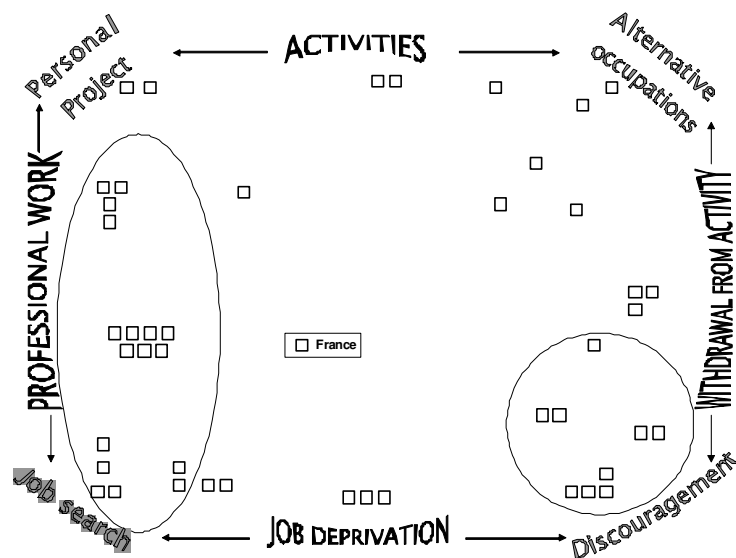 Personal
Project
ACTIVITIES
Alternative
occupations
PROFESSIONAL WORK
WITHDRAWAL FROM ACTIVITY
France
Job search
JOB DEPRIVATION
Discouragement